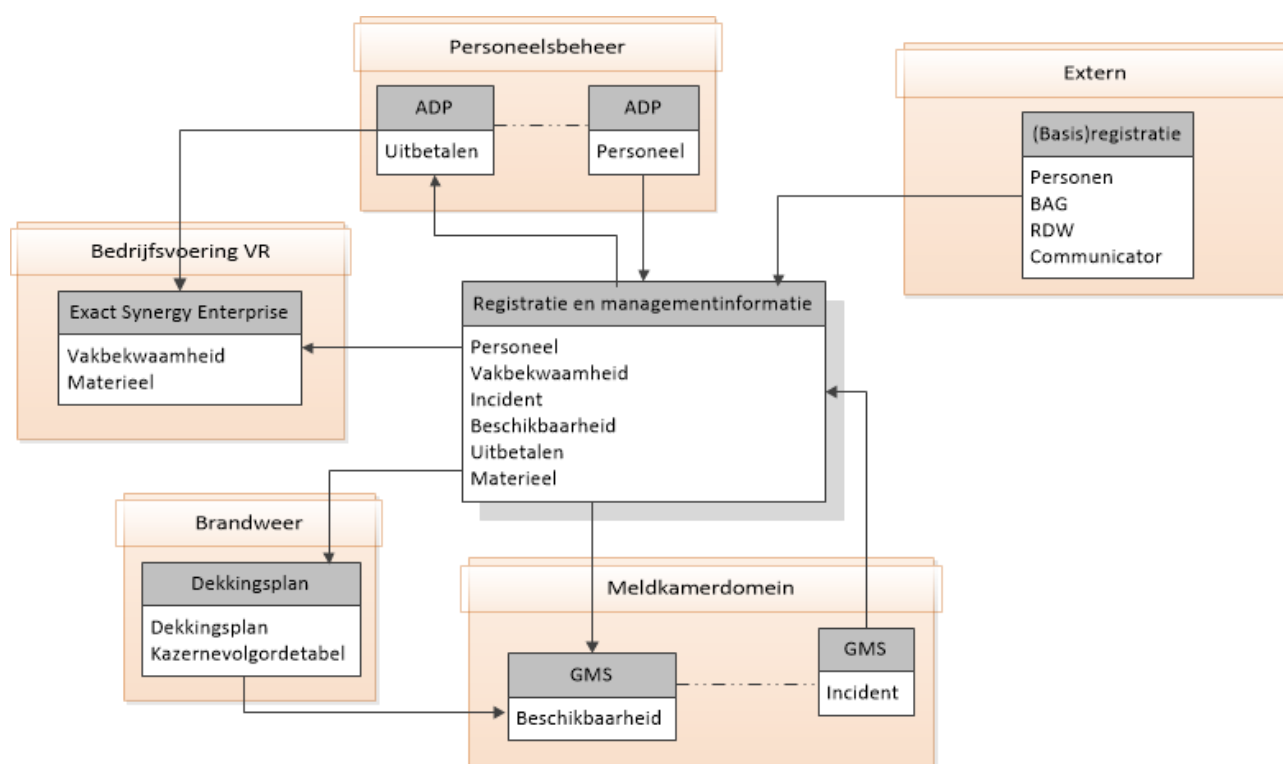 Personeelsbeheer
ADP
Uitbetalen
ADP
Personeel
Extern
(Basis)registratie
Personen
BAG
RDW
Communicator
Bedrijfsvoering VR
Exact Synergy Enterprise
Vakbekwaamheid
Materieel
Registratie en managementinformatie
Personeel
Vakbekwaamheid
Incident
Beschikbaarheid
Uitbetalen
Materieel
Brandweer
Dekkingsplan
Dekkingsplan
Kazernevolgordetabel
Meldkamerdomein
GMS
Beschikbaarheid
GMS
Incident